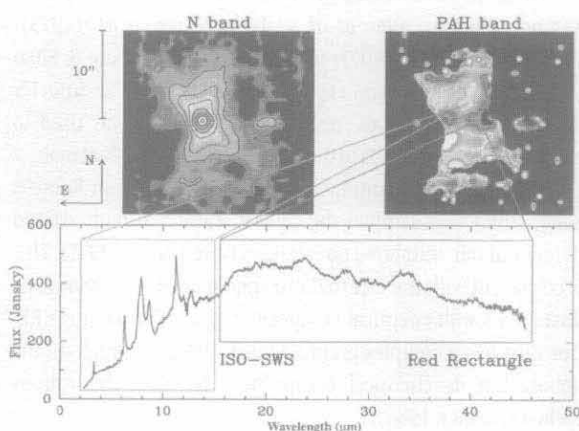 N band
PAH band
10"
N
E
600
400
200
0
Flux (Jansky)
ISO-SWS
Red Rectangle
0
10
20
30
40
50
Wavelength (um)